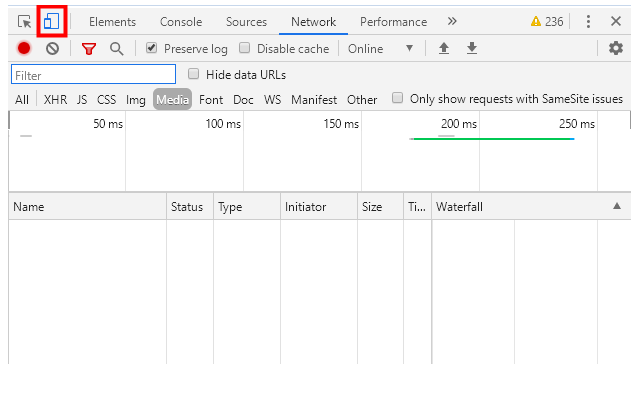 Elements Console Sources Network Performance » 236
Preserve log Disable cache Online
Filter Hide data URLs
All XHR JS CSS Img Media Font Doc WS Manifest Other Only show requests with SameSite issues
50 ms 100 ms 150 ms 200 ms 250 ms
Name Status Type Initiator Size Ti... Waterfall